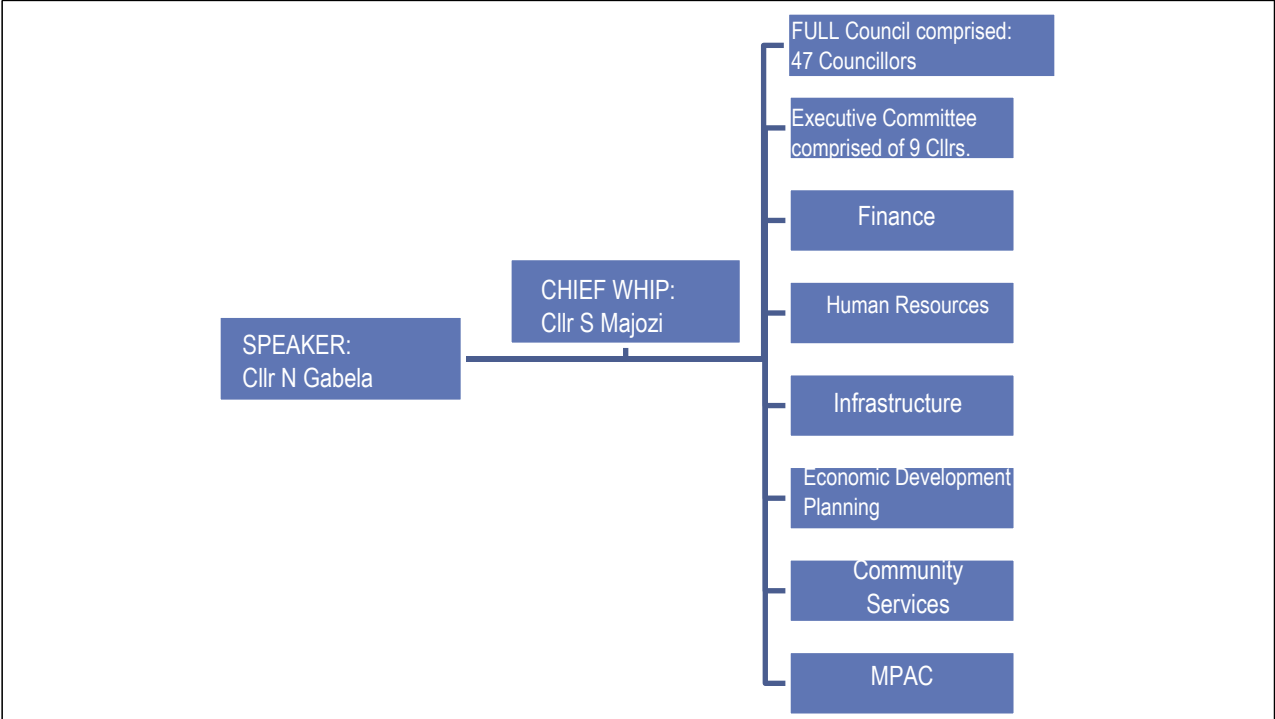 SPEAKER:
Cllr N Gabela
CHIEF WHIP:
Cllr S Majozi
FULL Council comprised:
47 Councillors
Executive Committee
comprised of 9 Cllrs.
Finance
Human Resources
Infrastructure
Economic Development
Planning
Community
Services
MPAC